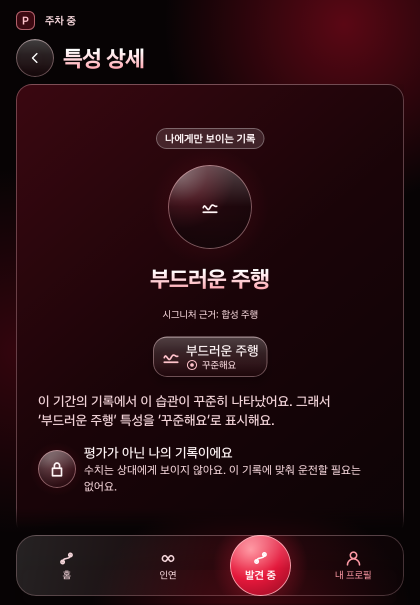 P 주차 중
특성 상세
나에게만 보이는 기록
부드러운 주행
시그니처 근거: 합성 주행
부드러운 주행
꾸준해요
이 기간의 기록에서 이 습관이 꾸준히 나타났어요. 그래서
‘부드러운 주행’ 특성을 ‘꾸준해요’로 표시해요.
평가가 아닌 나의 기록이에요
수치는 상대에게 보이지 않아요. 이 기록에 맞춰 운전할 필요는
없어요.
홈 인연 발견 중 내 프로필